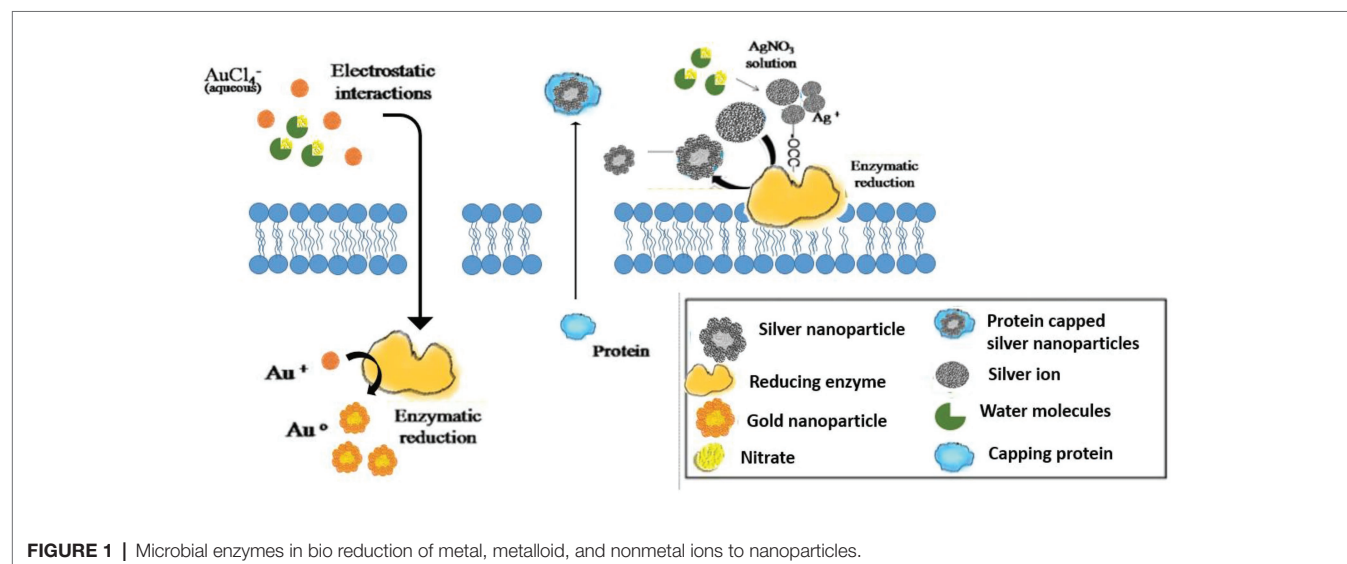 AuCl₄⁻
(aqueous)
Electrostatic
interactions
AgNO₃
solution
Ag⁺
Enzymatic
reduction
Protein
Au⁺
Au°
Enzymatic
reduction
Silver nanoparticle
Reducing enzyme
Gold nanoparticle
Nitrate
Protein capped
silver nanoparticles
Silver ion
Water molecules
Capping protein
FIGURE 1 | Microbial enzymes in bio reduction of metal, metalloid, and nonmetal ions to nanoparticles.